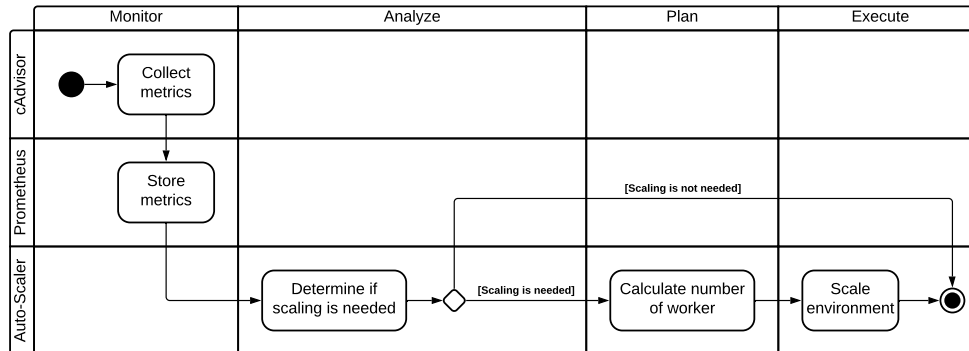 Monitor
Analyze
Plan
Execute
cAdvisor
Collect
metrics
Prometheus
Store
metrics
[Scaling is not needed]
Auto-Scaler
Determine if
scaling is needed
[Scaling is needed]
Calculate number
of worker
Scale
environment